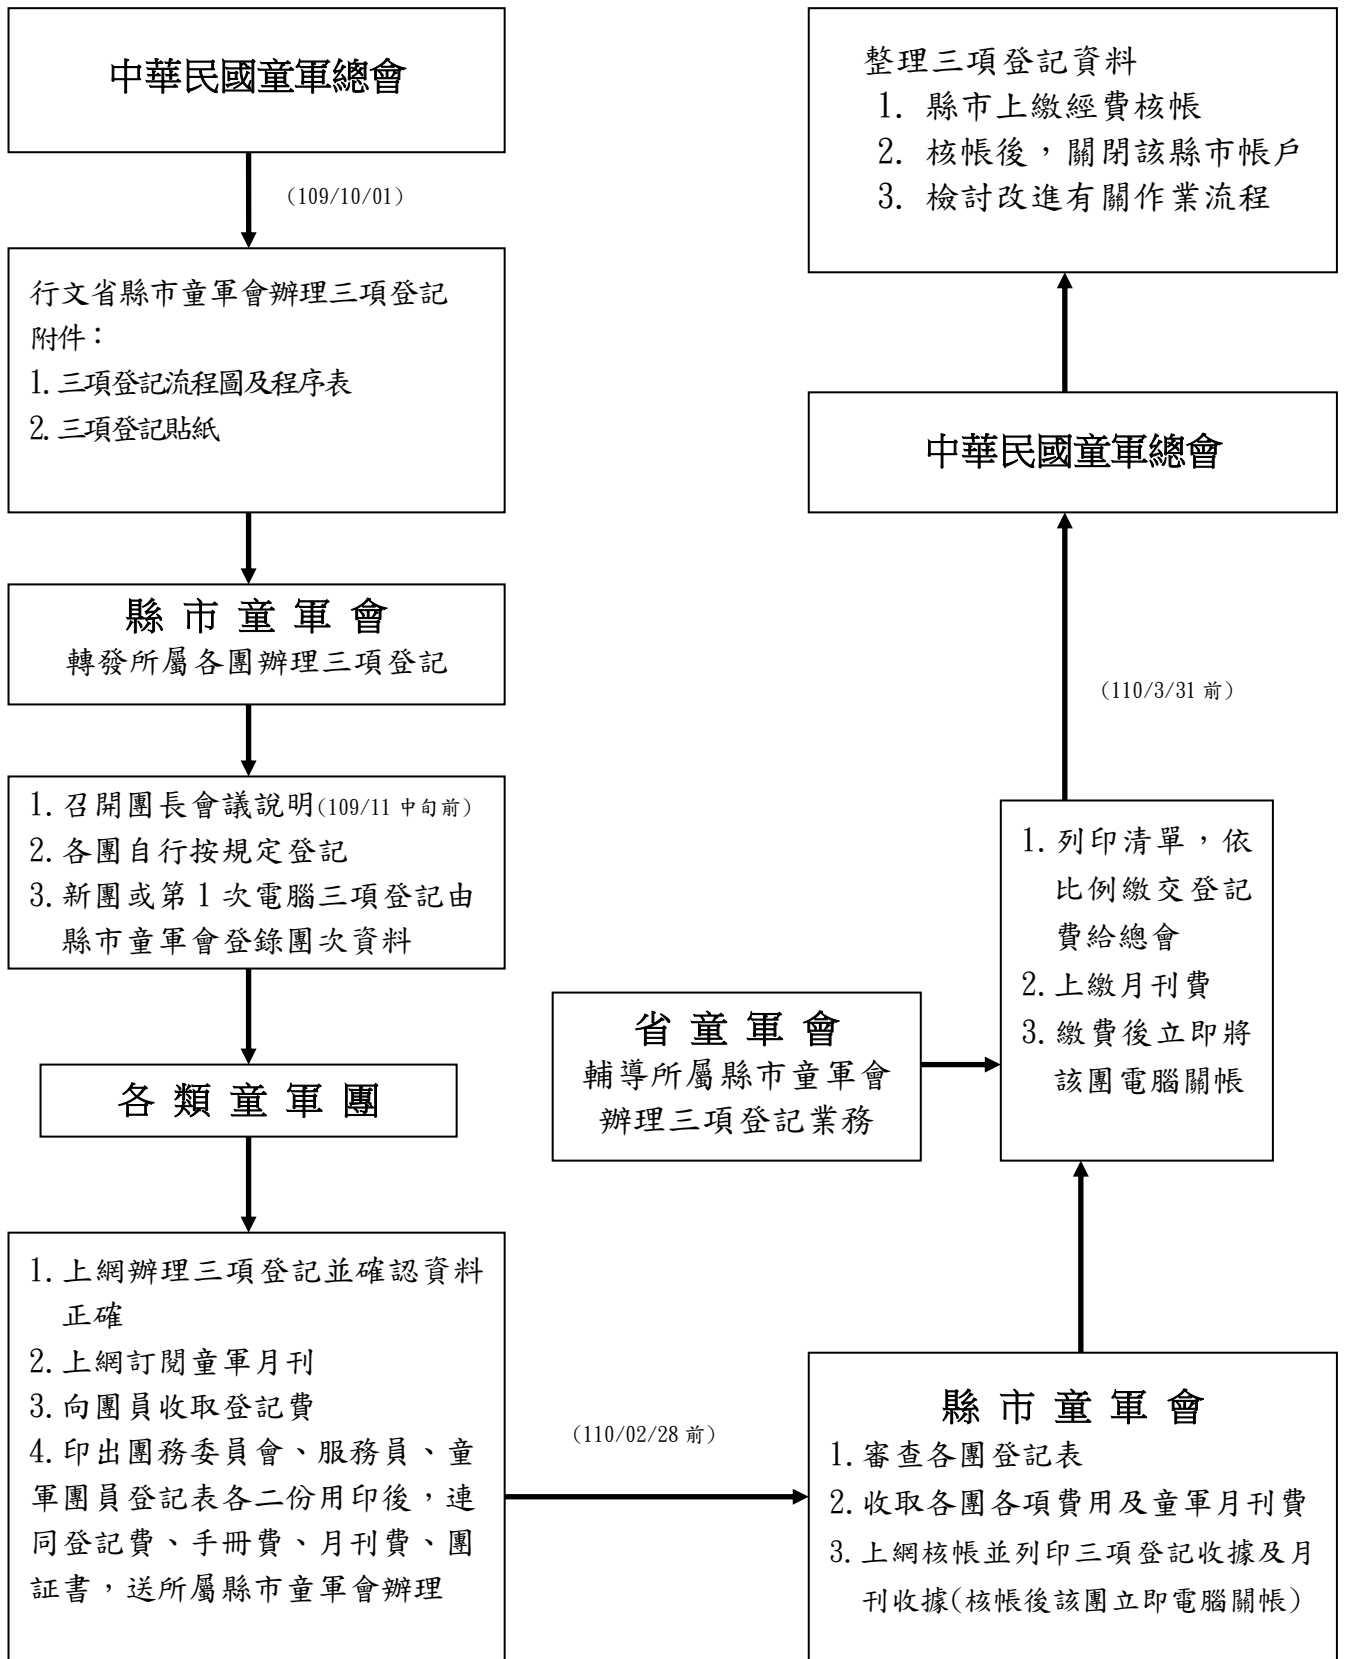 中華民國童軍總會
(109/10/01)
行文省縣市童軍會辦理三項登記
附件：
1.三項登記流程圖及程序表
2.三項登記貼紙
縣 市 童 軍 會
轉發所屬各團辦理三項登記
1.召開團長會議說明(109/11 中旬前)
2.各團自行按規定登記
3.新團或第 1 次電腦三項登記由
縣市童軍會登錄團次資料
各 類 童 軍 團
1.上網辦理三項登記並確認資料
正確
2.上網訂閱童軍月刊
3.向團員收取登記費
4.印出團務委員會、服務員、童
軍團員登記表各二份用印後，連
同登記費、手冊費、月刊費、團
証書，送所屬縣市童軍會辦理
(110/02/28 前)
縣 市 童 軍 會
1.審查各團登記表
2.收取各團各項費用及童軍月刊費
3.上網核帳並列印三項登記收據及月
刊收據(核帳後該團立即電腦關帳)
省 童 軍 會
輔導所屬縣市童軍會
辦理三項登記業務
1.列印清單，依
比例繳交登記
費給總會
2.上繳月刊費
3.繳費後立即將
該團電腦關帳
(110/3/31 前)
中華民國童軍總會
整理三項登記資料
1. 縣市上繳經費核帳
2. 核帳後，關閉該縣市帳戶
3. 檢討改進有關作業流程